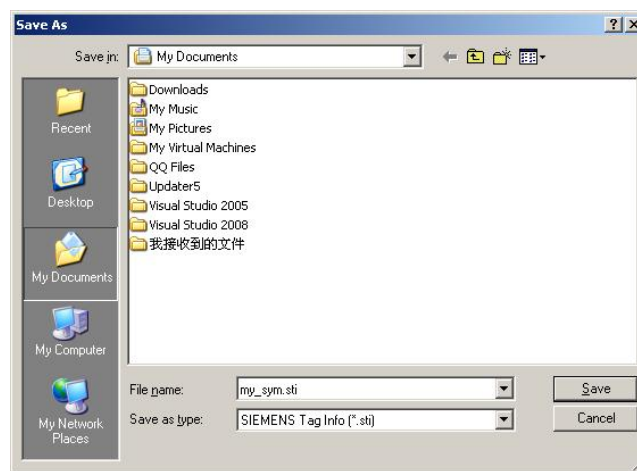 Save As
Save in: My Documents
Recent
Desktop
My Documents
My Computer
My Network Places
Downloads
My Music
My Pictures
My Virtual Machines
QQ Files
Updater5
Visual Studio 2005
Visual Studio 2008
我接收到的文件
File name: my_sym.sti Save
Save as type: SIEMENS Tag Info (*.sti) Cancel